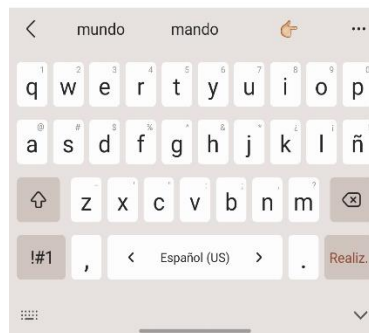 mundo mando
1 2 3 4 5 6 7 8 9 0
q w e r t y u i o p
@ # $ % & * ¿ ¡
a s d f g h j k l ñ
- ' " : ; ?
z x c v b n m
!#1 , < Español (US) > . Realiz.